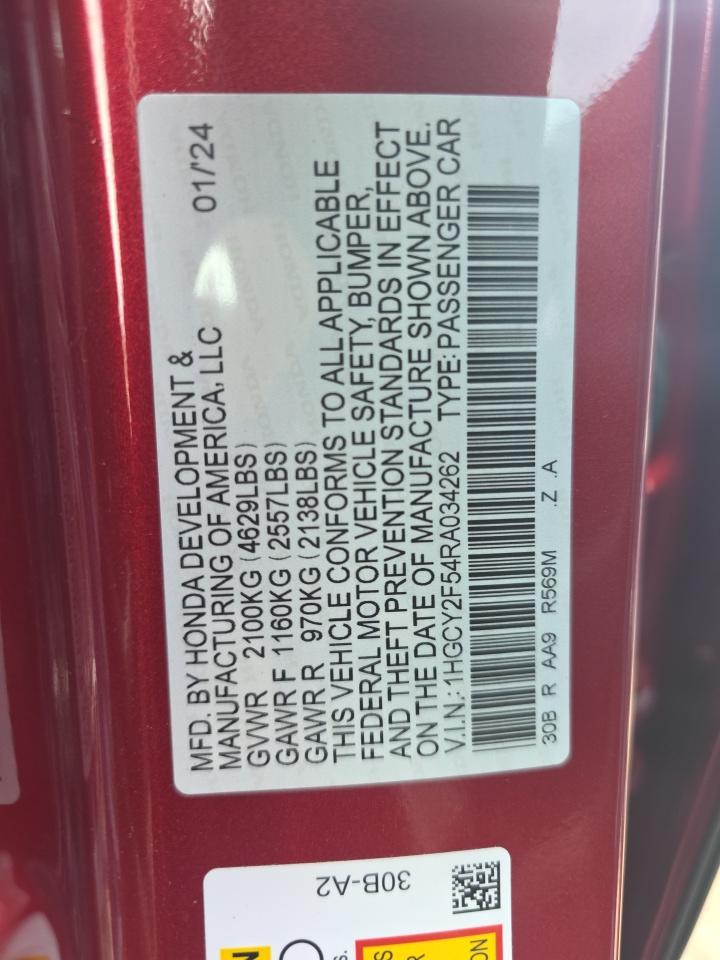 MFD. BY HONDA DEVELOPMENT &
MANUFACTURING OF AMERICA, LLC 01/'24
GVWR 2100KG (4629LBS)
GAWR F 1160KG (2557LBS)
GAWR R 970KG (2138LBS)
THIS VEHICLE CONFORMS TO ALL APPLICABLE
FEDERAL MOTOR VEHICLE SAFETY, BUMPER,
AND THEFT PREVENTION STANDARDS IN EFFECT
ON THE DATE OF MANUFACTURE SHOWN ABOVE.
V.I.N.: 1HGCY2F54RA034262 TYPE: PASSENGER CAR
30B R AA9 R569M .Z .A
30B-A2